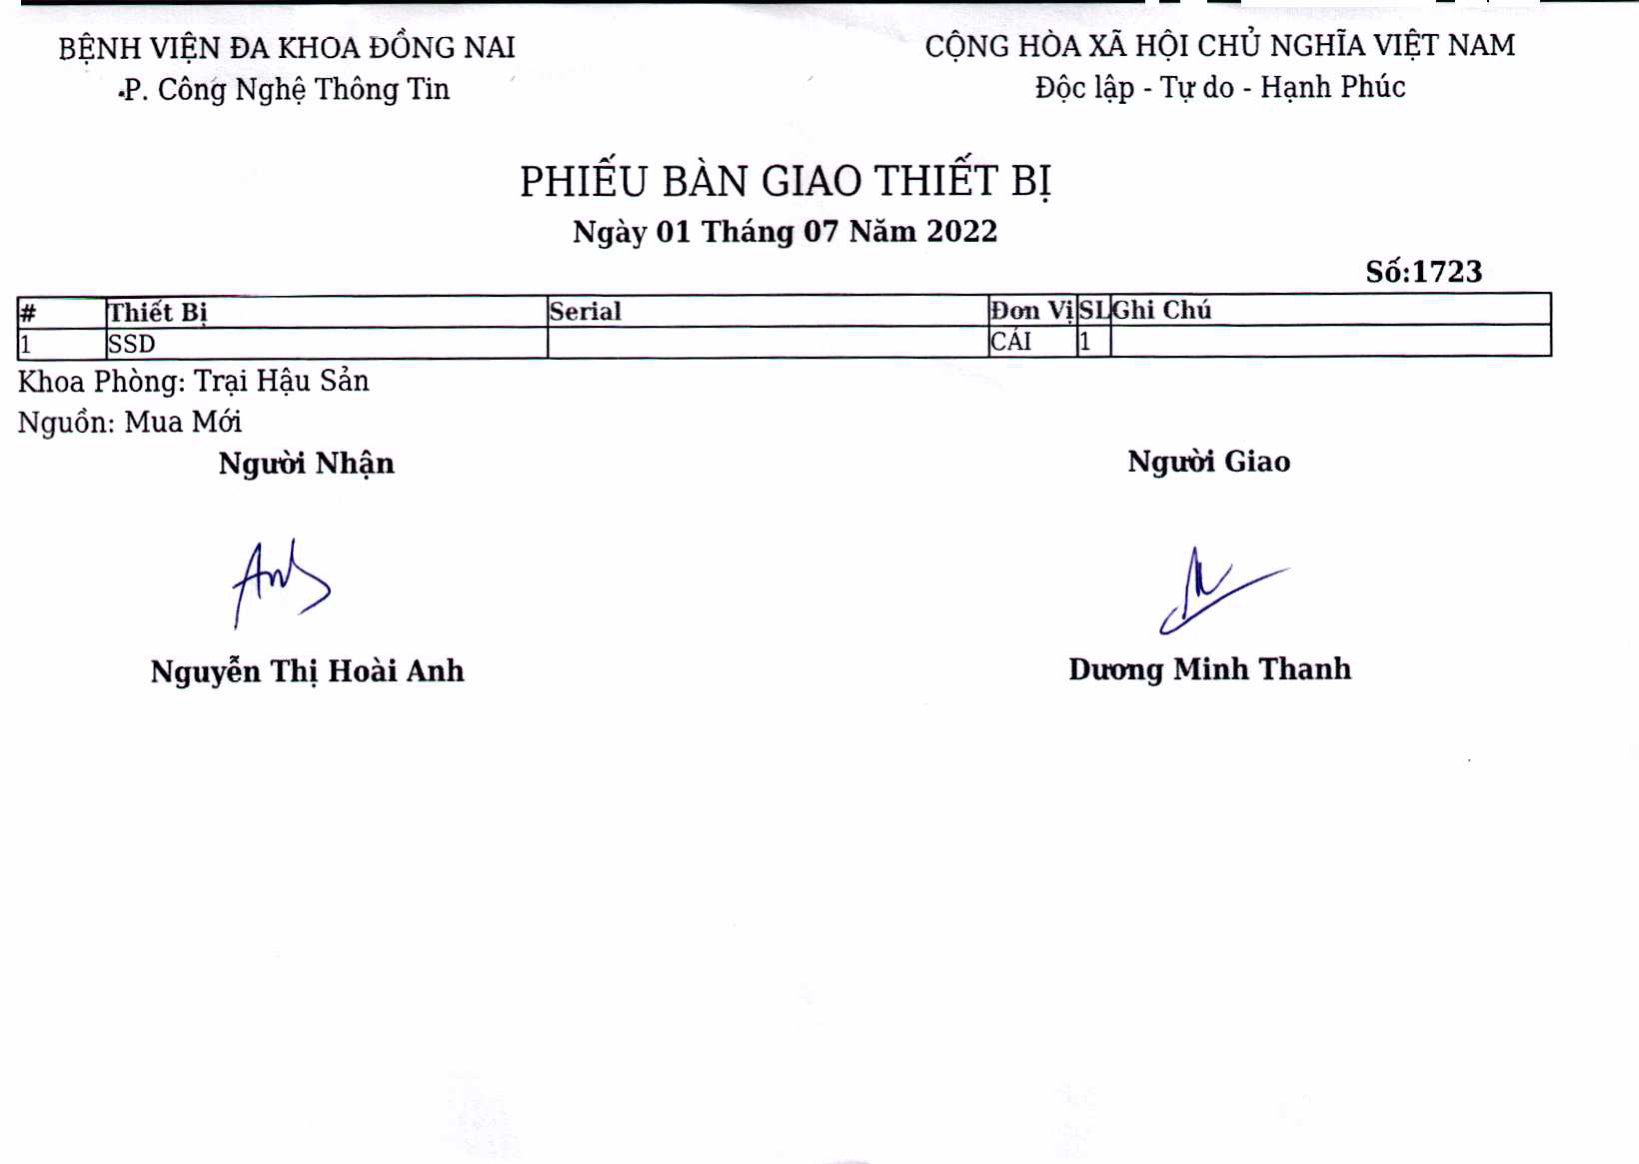 BỆNH VIỆN ĐA KHOA ĐỒNG NAI
P. Công Nghệ Thông Tin
CỘNG HÒA XÃ HỘI CHỦ NGHĨA VIỆT NAM
Độc lập - Tự do - Hạnh Phúc
PHIẾU BÀN GIAO THIẾT BỊ
Ngày 01 Tháng 07 Năm 2022
Số:1723
# Thiết Bị Serial Đơn Vị SL Ghi Chú
1 SSD CÁI 1
Khoa Phòng: Trại Hậu Sản
Nguồn: Mua Mới
Người Nhận Người Giao
Anh
Nguyễn Thị Hoài Anh Dương Minh Thanh